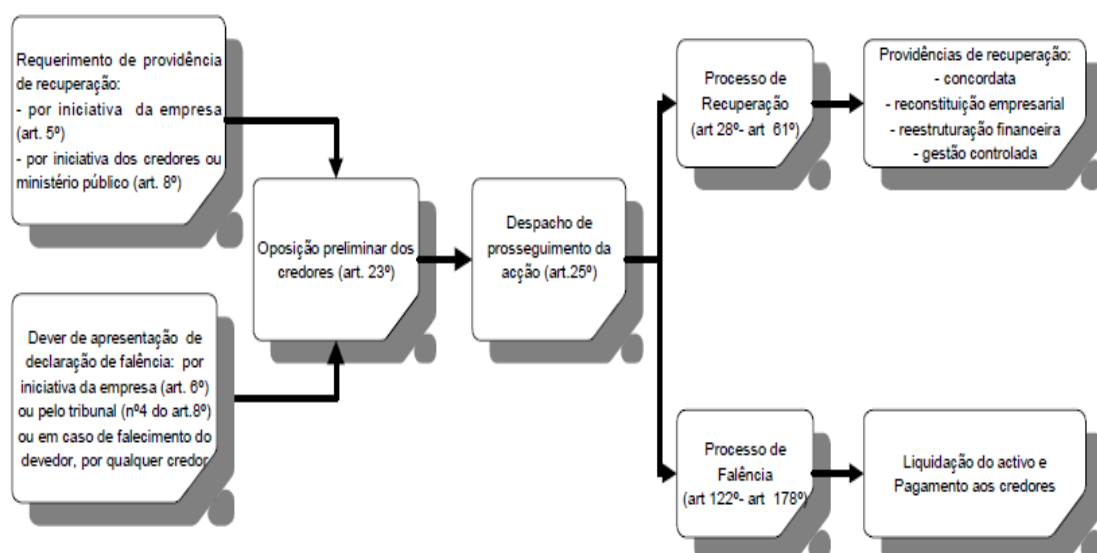 Requerimento de providência
de recuperação:
- por iniciativa da empresa
(art. 5º)
- por iniciativa dos credores ou
ministério público (art. 8º)
Dever de apresentação de
declaração de falência: por
iniciativa da empresa (art. 6º)
ou pelo tribunal (nº4 do art.8º)
ou em caso de falecimento do
devedor, por qualquer credor
Oposição preliminar dos
credores (art. 23º)
Despacho de
prosseguimento da
acção (art.25º)
Processo de
Recuperação
(art 28º- art 61º)
Providências de recuperação:
- concordata
- reconstituição empresarial
- reestruturação financeira
- gestão controlada
Processo de
Falência
(art 122º- art 178º)
Liquidação do activo e
Pagamento aos credores